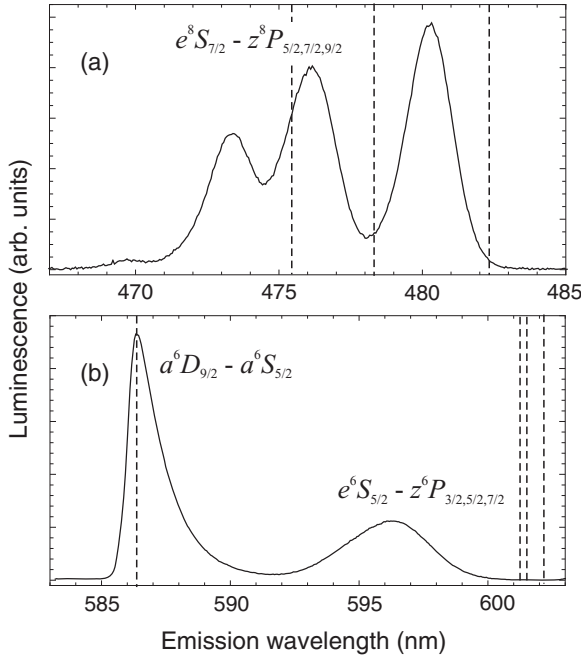 (a)
e⁸S₇/₂ - z⁸P₅/₂,₇/₂,₉/₂
470 475 480 485
Luminescence (arb. units)
(b)
a⁶D₉/₂ - a⁶S₅/₂
e⁶S₅/₂ - z⁶P₃/₂,₅/₂,₇/₂
585 590 595 600
Emission wavelength (nm)